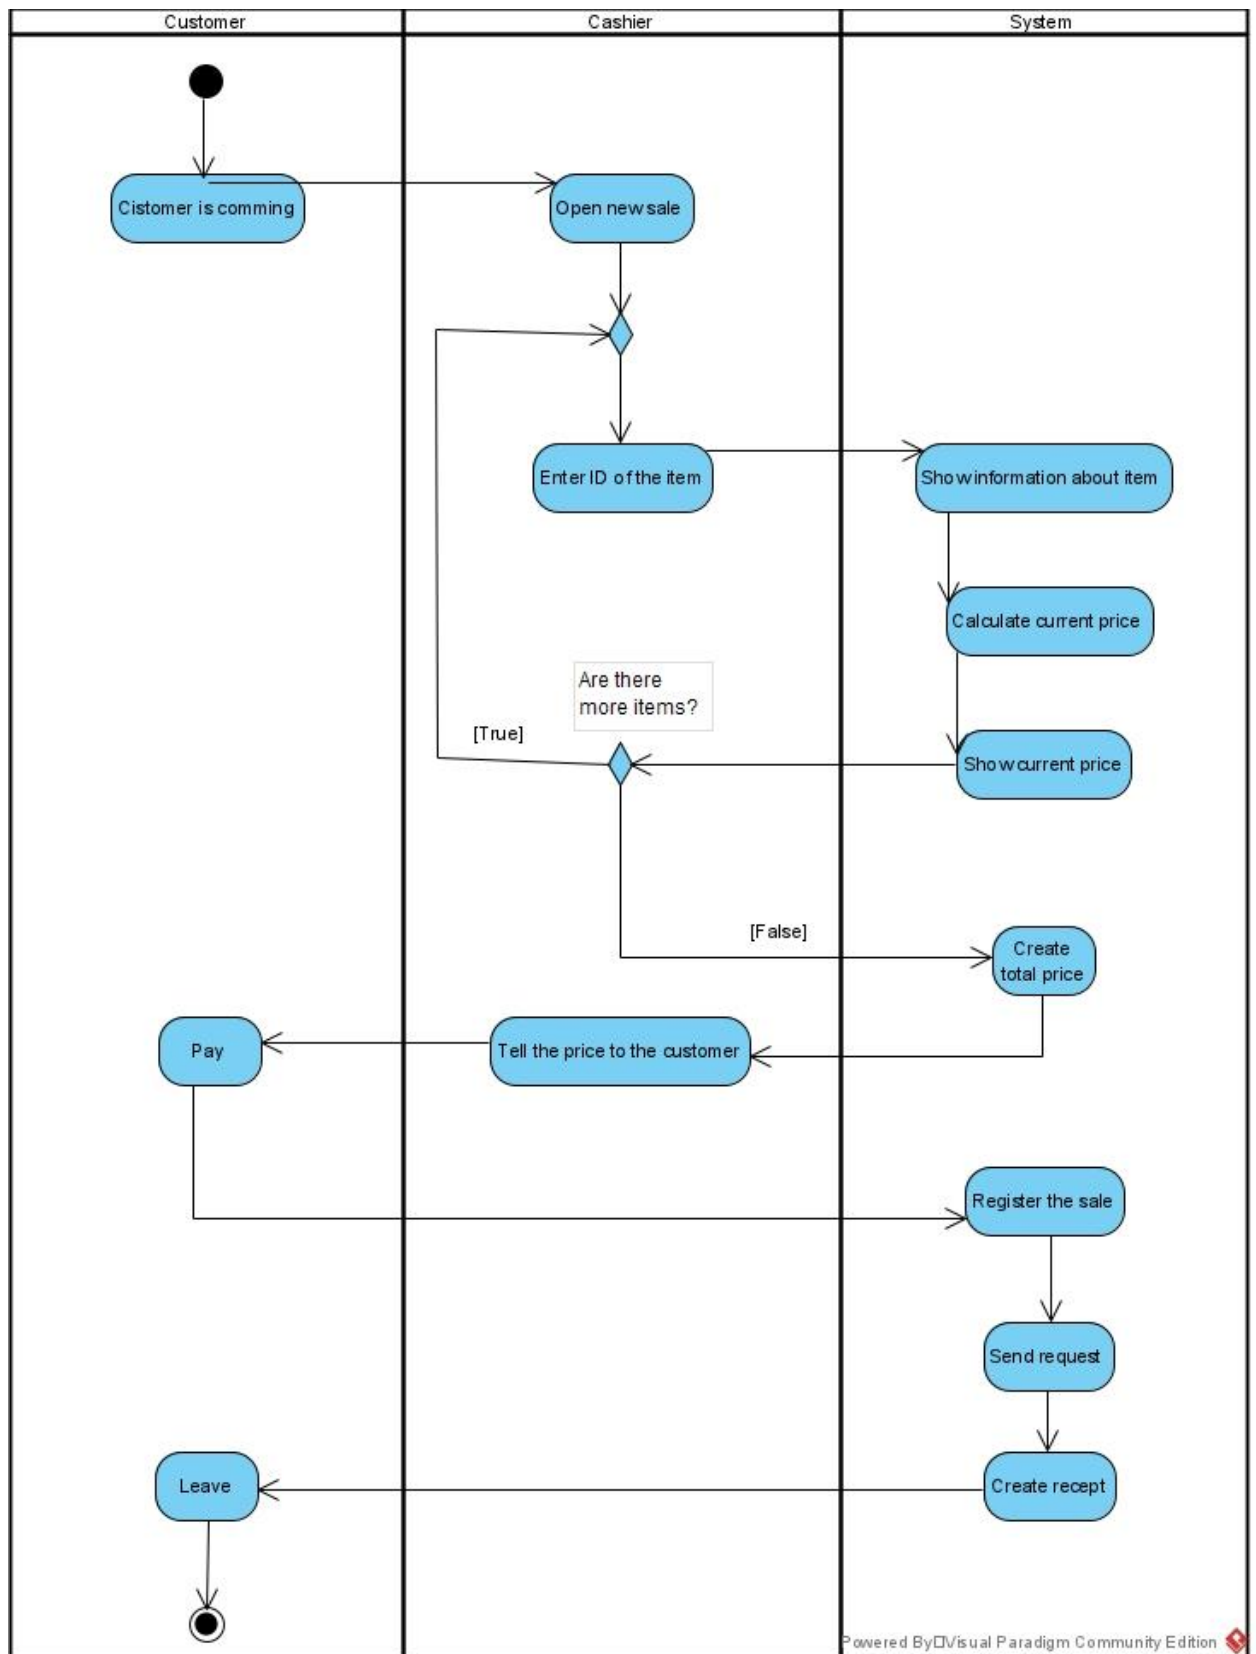 Customer
Cashier
System
Cistomer is comming
Open new sale
Enter ID of the item
Show information about item
Calculate current price
Are there
more items?
[True]
Show current price
[False]
Create
total price
Pay
Tell the price to the customer
Register the sale
Send request
Leave
Create recept
Powered By Visual Paradigm Community Edition